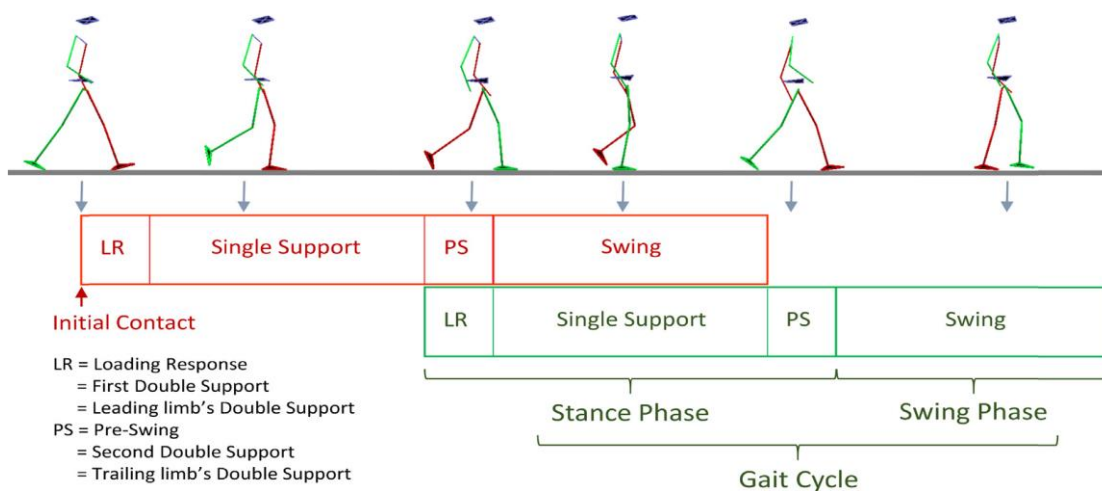 LR
Single Support
PS
Swing
LR
Single Support
PS
Swing
Initial Contact
LR = Loading Response
= First Double Support
= Leading limb's Double Support
PS = Pre-Swing
= Second Double Support
= Trailing limb's Double Support
Stance Phase
Swing Phase
Gait Cycle